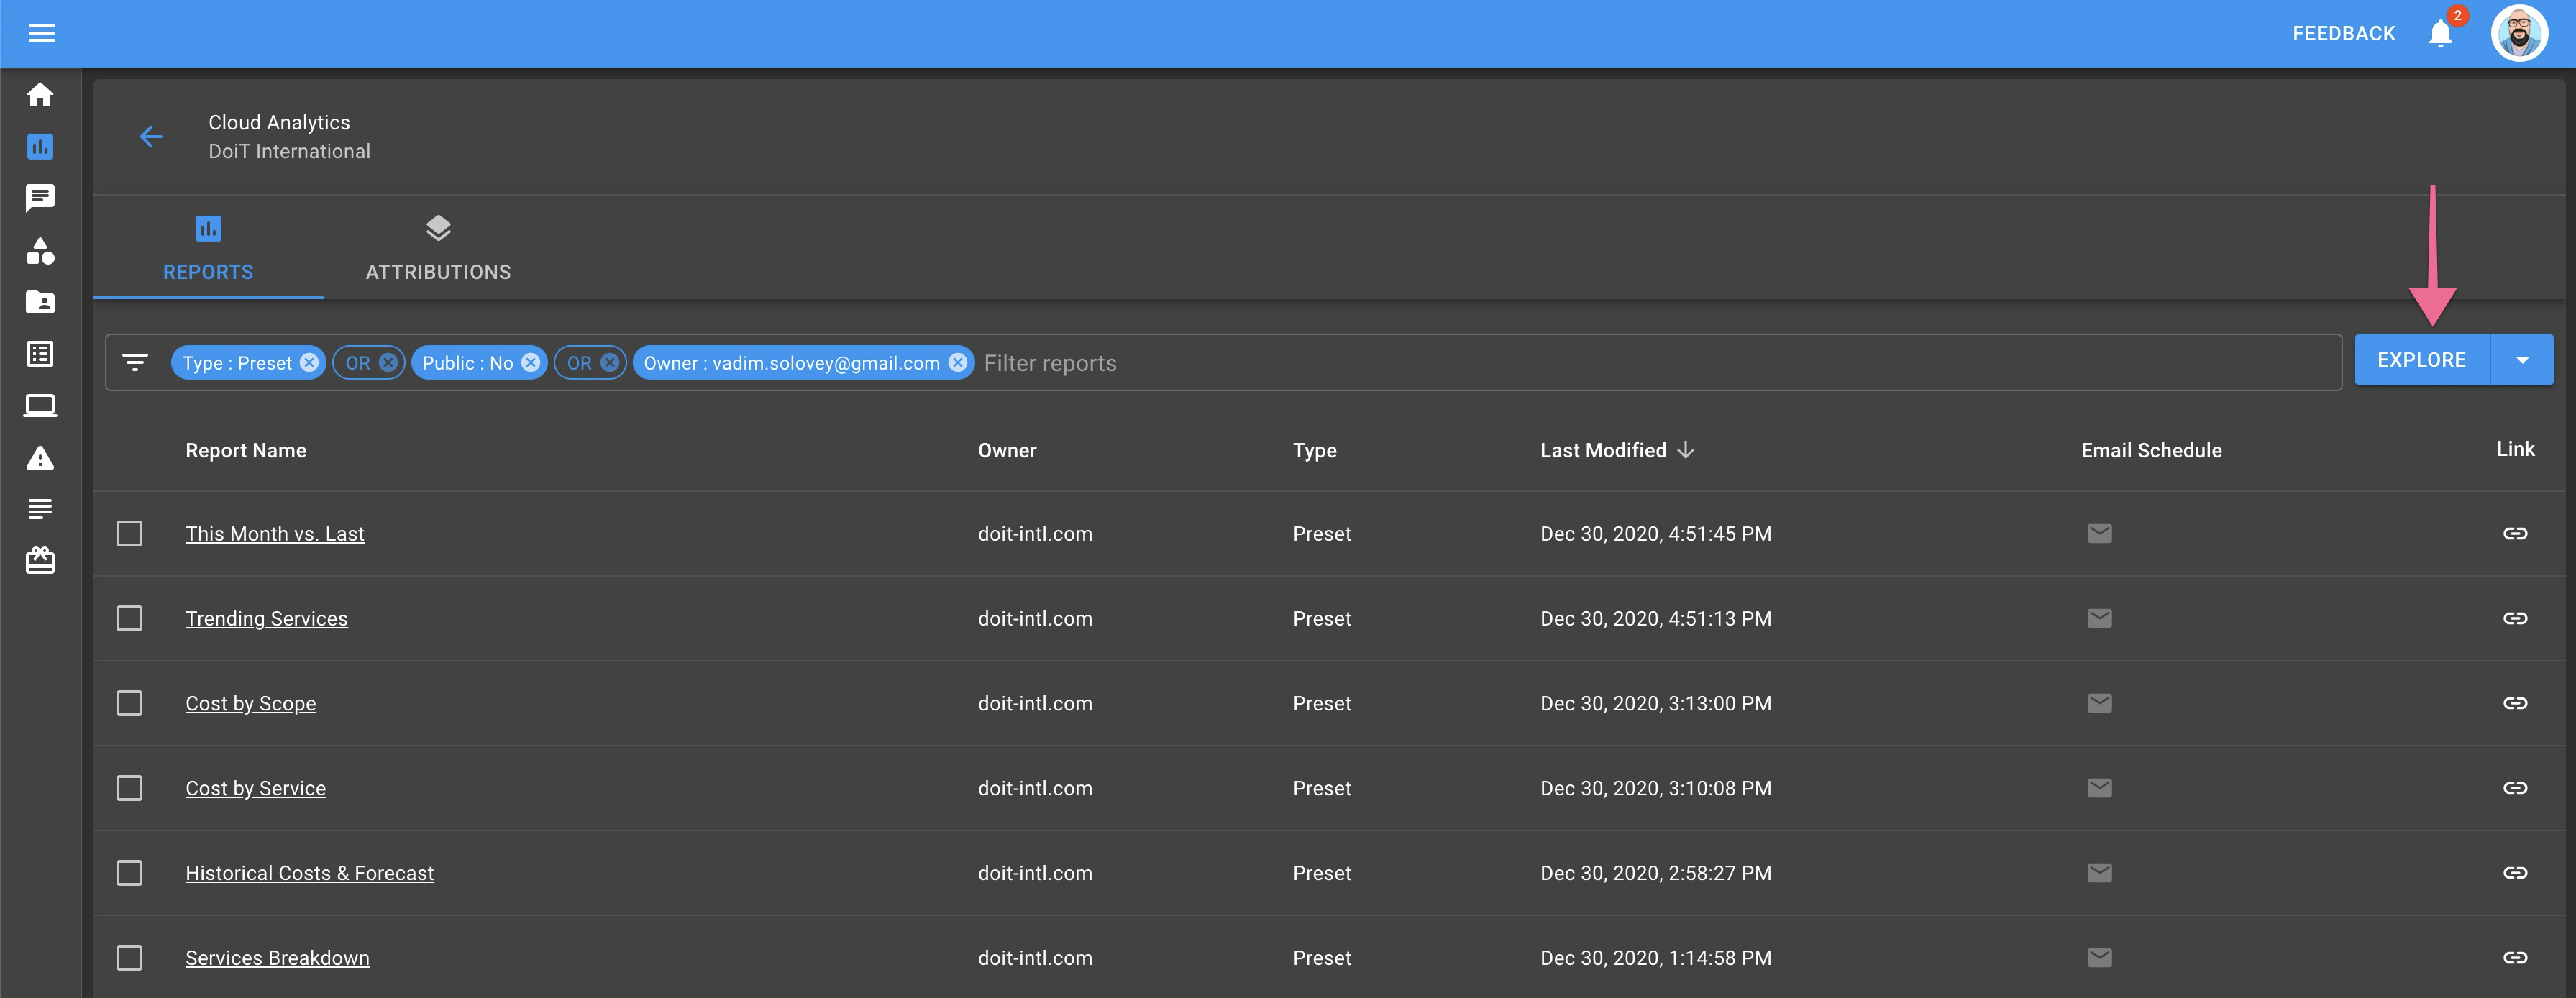 FEEDBACK 2
Cloud Analytics
DoiT International
REPORTS ATTRIBUTIONS
Type : Preset OR Public : No OR Owner : vadim.solovey@gmail.com Filter reports EXPLORE
Report Name Owner Type Last Modified Email Schedule Link
This Month vs. Last doit-intl.com Preset Dec 30, 2020, 4:51:45 PM
Trending Services doit-intl.com Preset Dec 30, 2020, 4:51:13 PM
Cost by Scope doit-intl.com Preset Dec 30, 2020, 3:13:00 PM
Cost by Service doit-intl.com Preset Dec 30, 2020, 3:10:08 PM
Historical Costs & Forecast doit-intl.com Preset Dec 30, 2020, 2:58:27 PM
Services Breakdown doit-intl.com Preset Dec 30, 2020, 1:14:58 PM